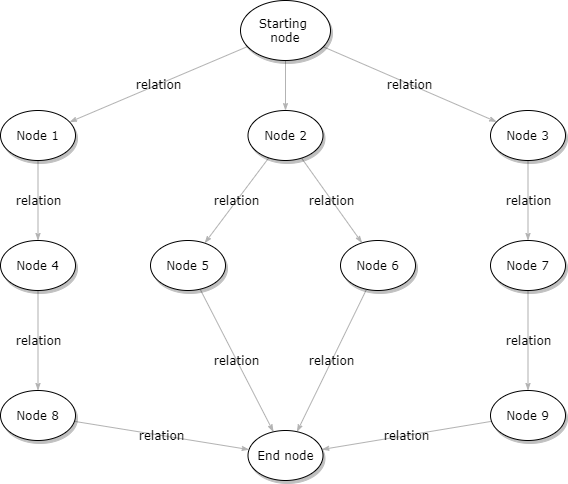 Starting
node
relation
relation
Node 1
Node 2
Node 3
relation
relation
relation
relation
Node 4
Node 5
Node 6
Node 7
relation
relation
relation
relation
Node 8
Node 9
relation
relation
End node